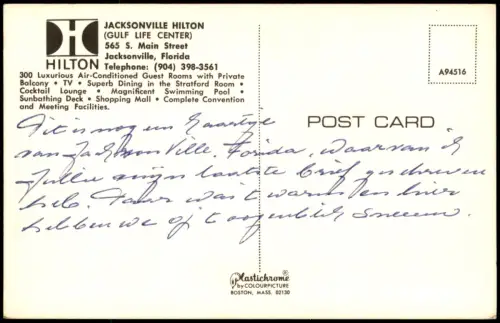 JACKSONVILLE HILTON
(GULF LIFE CENTER)
565 S. Main Street
Jacksonville, Florida
Telephone: (904) 398-3561
HILTON
300 Luxurious Air-Conditioned Guest Rooms with Private
Balcony • TV • Superb Dining in the Stratford Room •
Cocktail Lounge • Magnificent Swimming Pool •
Sunbathing Deck • Shopping Mall • Complete Convention
and Meeting Facilities.
A94516
POST CARD
Dit is nog een kaartje
van Jacksonville, Florida, waarvan ik
Jullie mijn laatste brief geschreven
heb. Daar was 't warm en hier
hebben we op 't oogenblik sneeuw.
Plastichrome®
by COLOURPICTURE
BOSTON, MASS. 02130